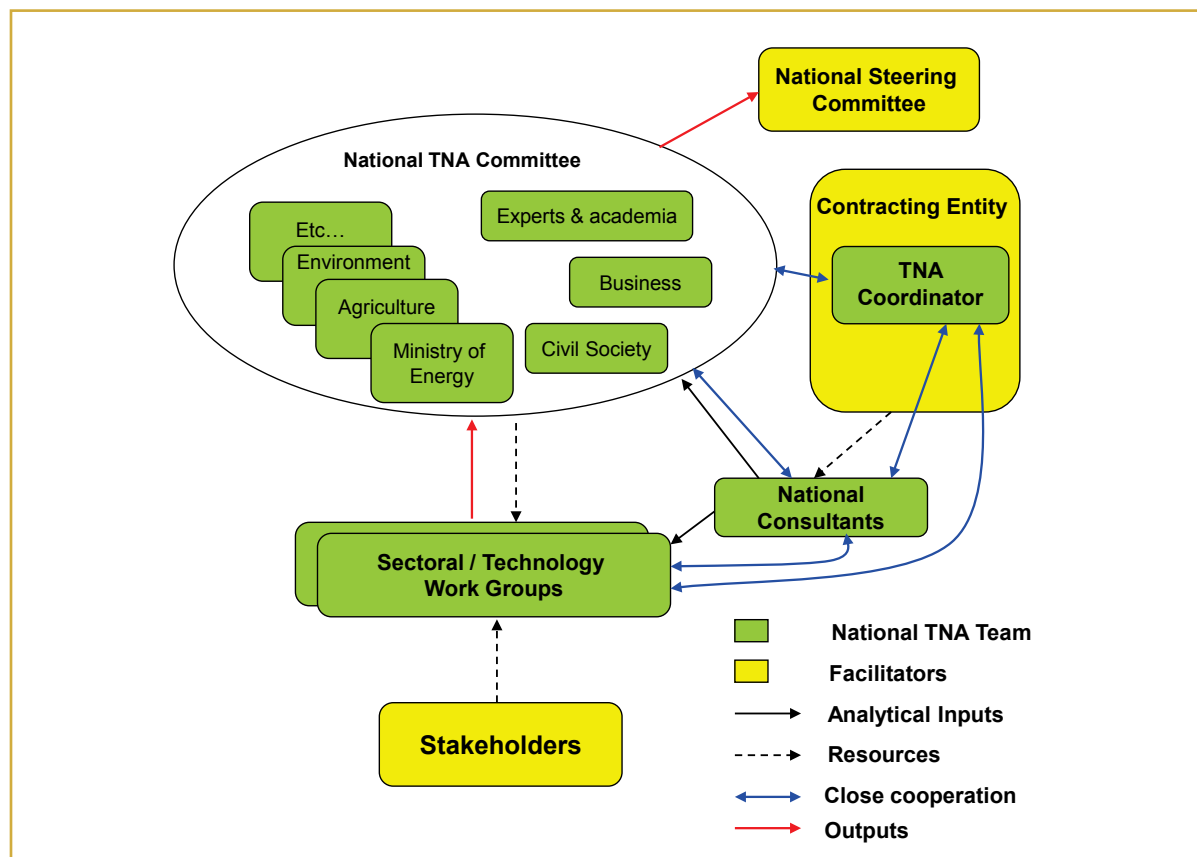 National Steering
Committee
National TNA Committee
Etc…
Environment
Agriculture
Ministry of
Energy
Experts & academia
Business
Civil Society
Contracting Entity
TNA
Coordinator
National
Consultants
Sectoral / Technology
Work Groups
Stakeholders
National TNA Team
Facilitators
Analytical Inputs
Resources
Close cooperation
Outputs